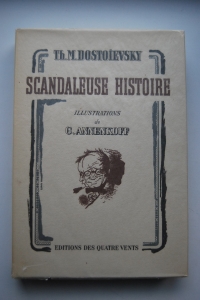 TH. M. DOSTOÏEVSKY
SCANDALEUSE HISTOIRE
ILLUSTRATIONS
de
G. ANNENKOFF
EDITIONS DES QUATRE VENTS